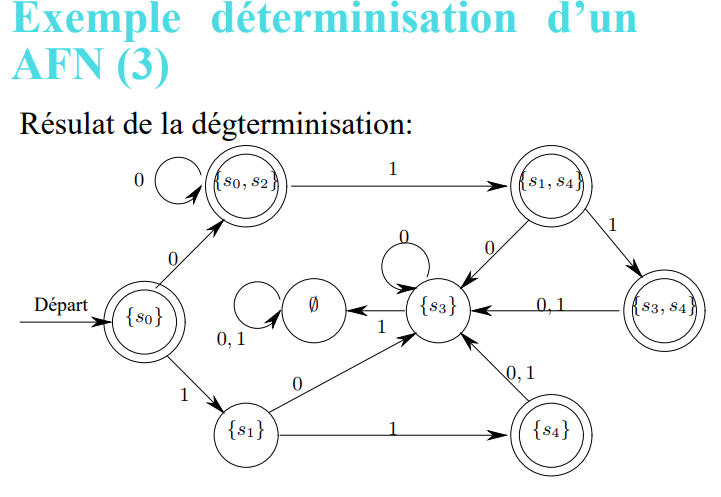 Exemple déterminisation d'un
AFN (3)
Résulat de la dégterminisation:
0
{s0, s2}
1
{s1, s4}
0
0
0
1
Départ
{s0}
∅
{s3}
0, 1
{s3, s4}
0, 1
1
1
0
0, 1
{s1}
1
{s4}